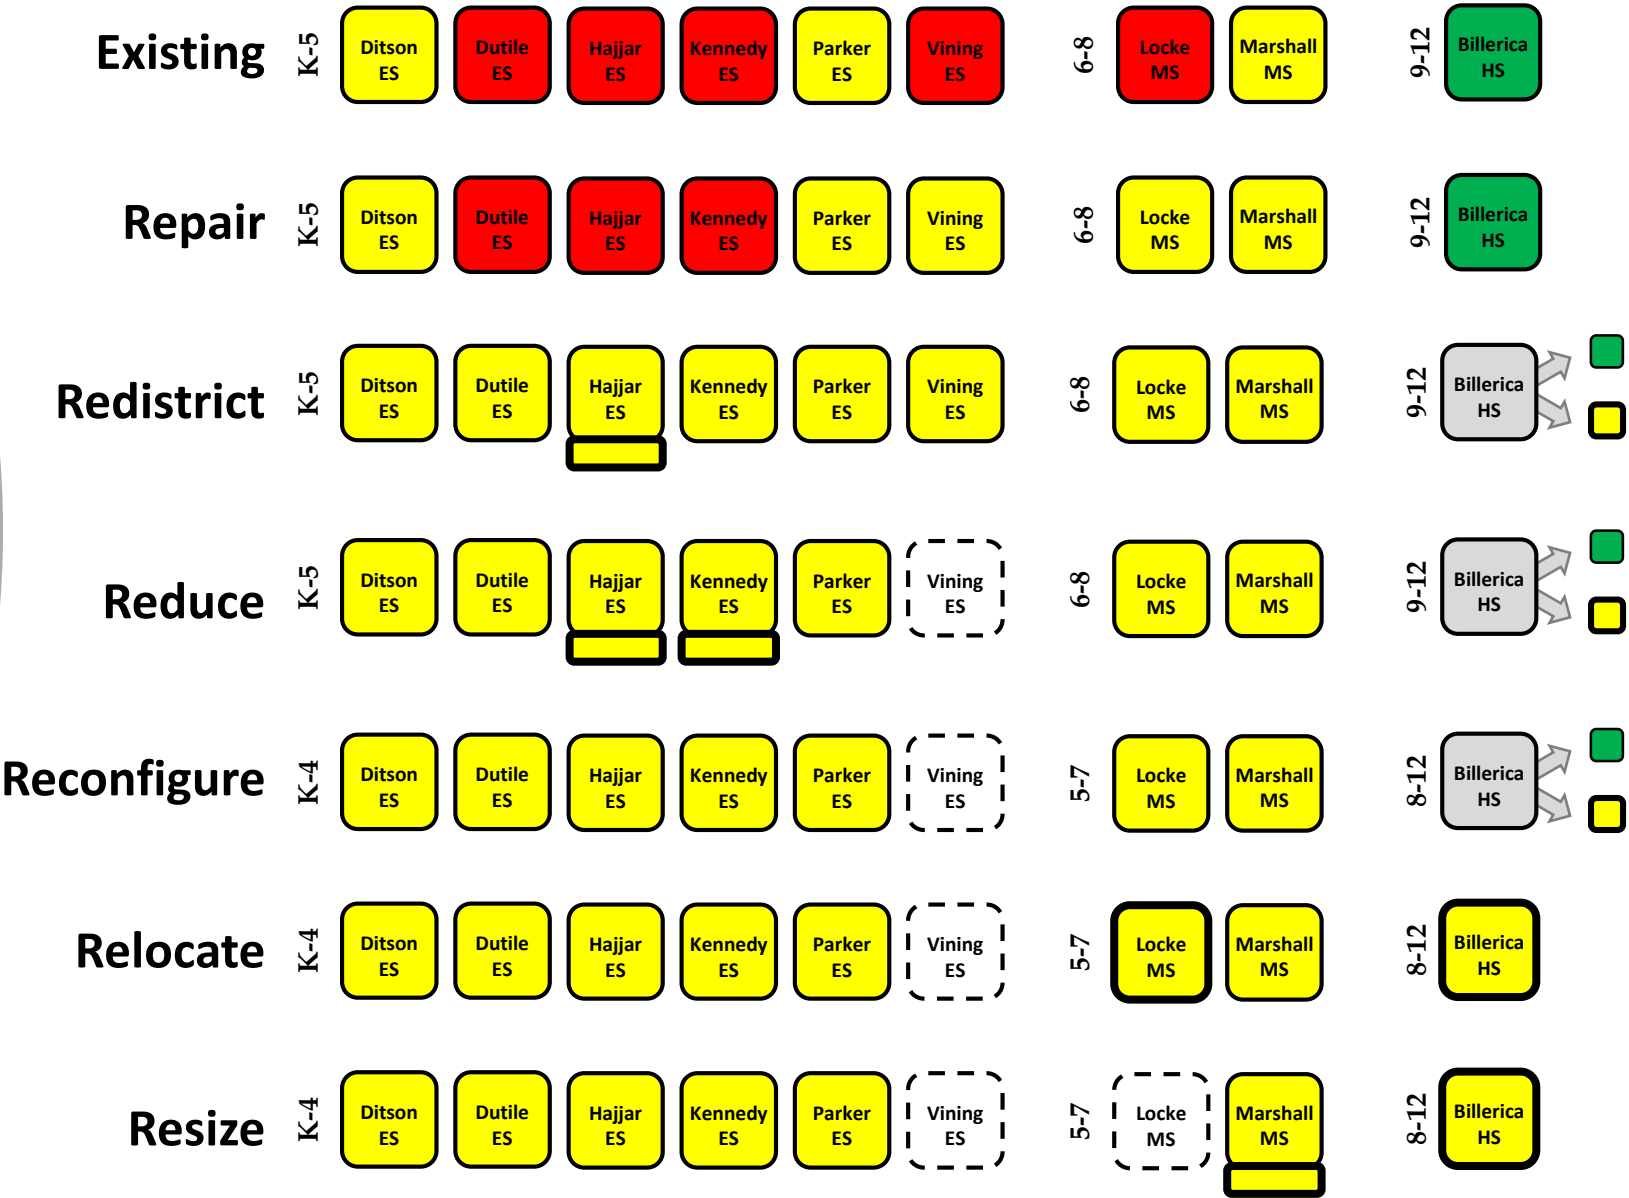 Existing K-5 Ditson ES Dutile ES Hajjar ES Kennedy ES Parker ES Vining ES 6-8 Locke MS Marshall MS 9-12 Billerica HS
Repair K-5 Ditson ES Dutile ES Hajjar ES Kennedy ES Parker ES Vining ES 6-8 Locke MS Marshall MS 9-12 Billerica HS
Redistrict K-5 Ditson ES Dutile ES Hajjar ES Kennedy ES Parker ES Vining ES 6-8 Locke MS Marshall MS 9-12 Billerica HS
Reduce K-5 Ditson ES Dutile ES Hajjar ES Kennedy ES Parker ES Vining ES 6-8 Locke MS Marshall MS 9-12 Billerica HS
Reconfigure K-4 Ditson ES Dutile ES Hajjar ES Kennedy ES Parker ES Vining ES 5-7 Locke MS Marshall MS 8-12 Billerica HS
Relocate K-4 Ditson ES Dutile ES Hajjar ES Kennedy ES Parker ES Vining ES 5-7 Locke MS Marshall MS 8-12 Billerica HS
Resize K-4 Ditson ES Dutile ES Hajjar ES Kennedy ES Parker ES Vining ES 5-7 Locke MS Marshall MS 8-12 Billerica HS